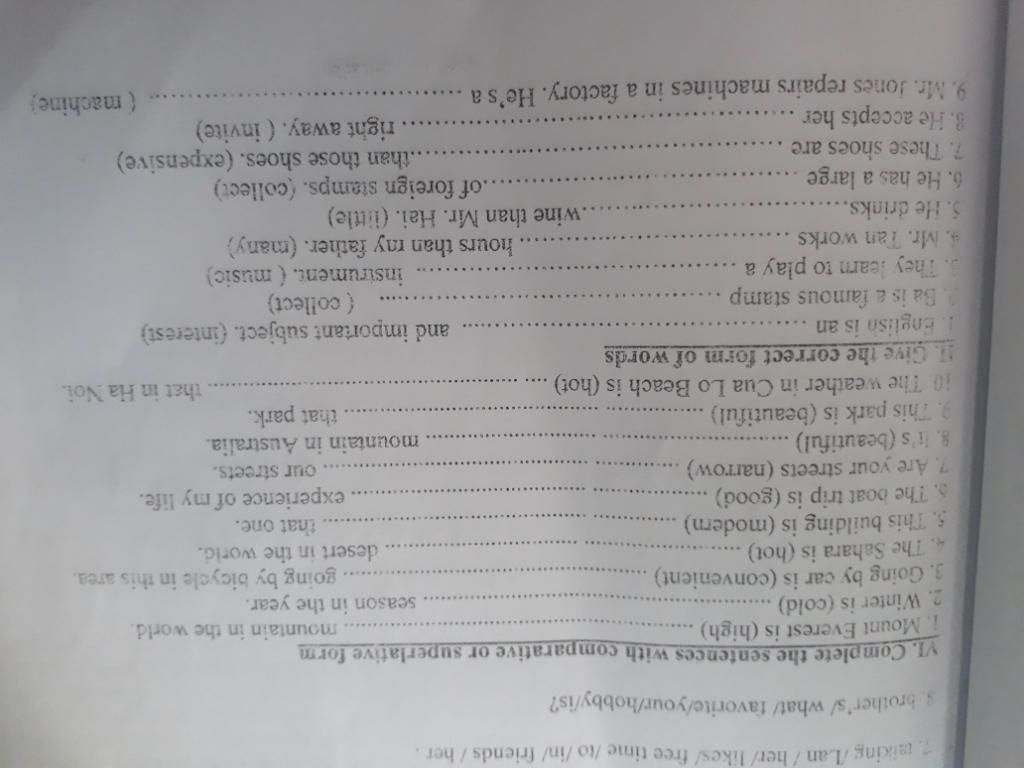 7. talking /Lan / her/ likes/ free time /to /in/ friends / her .
8. brother's/ what/ favorite/your/hobby/is?
VI. Complete the sentences with comparative or superlative form
1. Mount Everest is (high) ........................................ mountain in the world.
2. Winter is (cold) ........................................ season in the year.
3. Going by car is (convenient) ........................................ going by bicycle in this area.
4. The Sahara is (hot) ........................................ desert in the world.
5. This building is (modern) ........................................ that one.
6. The boat trip is (good) ........................................ experience of my life.
7. Are your streets (narrow) ........................................ our streets.
8. It's (beautiful) ........................................ mountain in Australia.
9. This park is (beautiful) ........................................ that park.
10. The weather in Cua Lo Beach is (hot) ........................................ that in Ha Noi.
II. Give the correct form of words
1. English is an ........................................ and important subject. (interest)
2. Ba is a famous stamp ........................................ ( collect)
3. They learn to play a ........................................ instrument. ( music)
4. Mr. Tan works ........................................ hours than my father. (many)
5. He drinks........................................wine than Mr. Hai. (little)
6. He has a large ........................................of foreign stamps. (collect)
7. These shoes are ........................................than those shoes. (expensive)
8. He accepts her ........................................ right away. ( invite)
9. Mr. Jones repairs machines in a factory. He's a ........................................ ( machine)